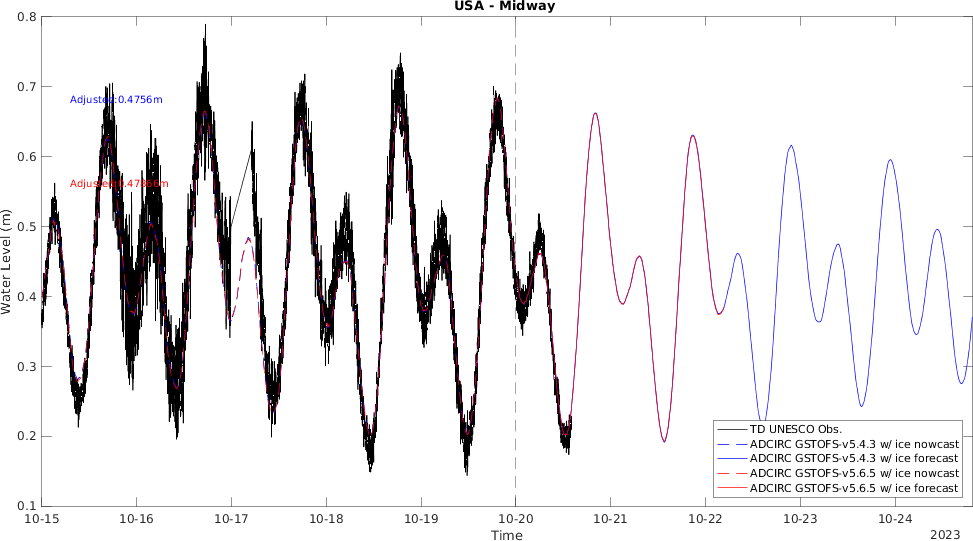 USA - Midway
0.8
0.7
0.6
0.5
0.4
0.3
0.2
0.1
Water Level (m)
Adjusted:0.4756m
10-15
10-16
10-17
10-18
10-19
10-20
10-21
10-22
10-23
10-24
Time
2023
TD UNESCO Obs.
ADCIRC GSTOFS-v5.4.3 w/ ice nowcast
ADCIRC GSTOFS-v5.4.3 w/ ice forecast
ADCIRC GSTOFS-v5.6.5 w/ ice nowcast
ADCIRC GSTOFS-v5.6.5 w/ ice forecast